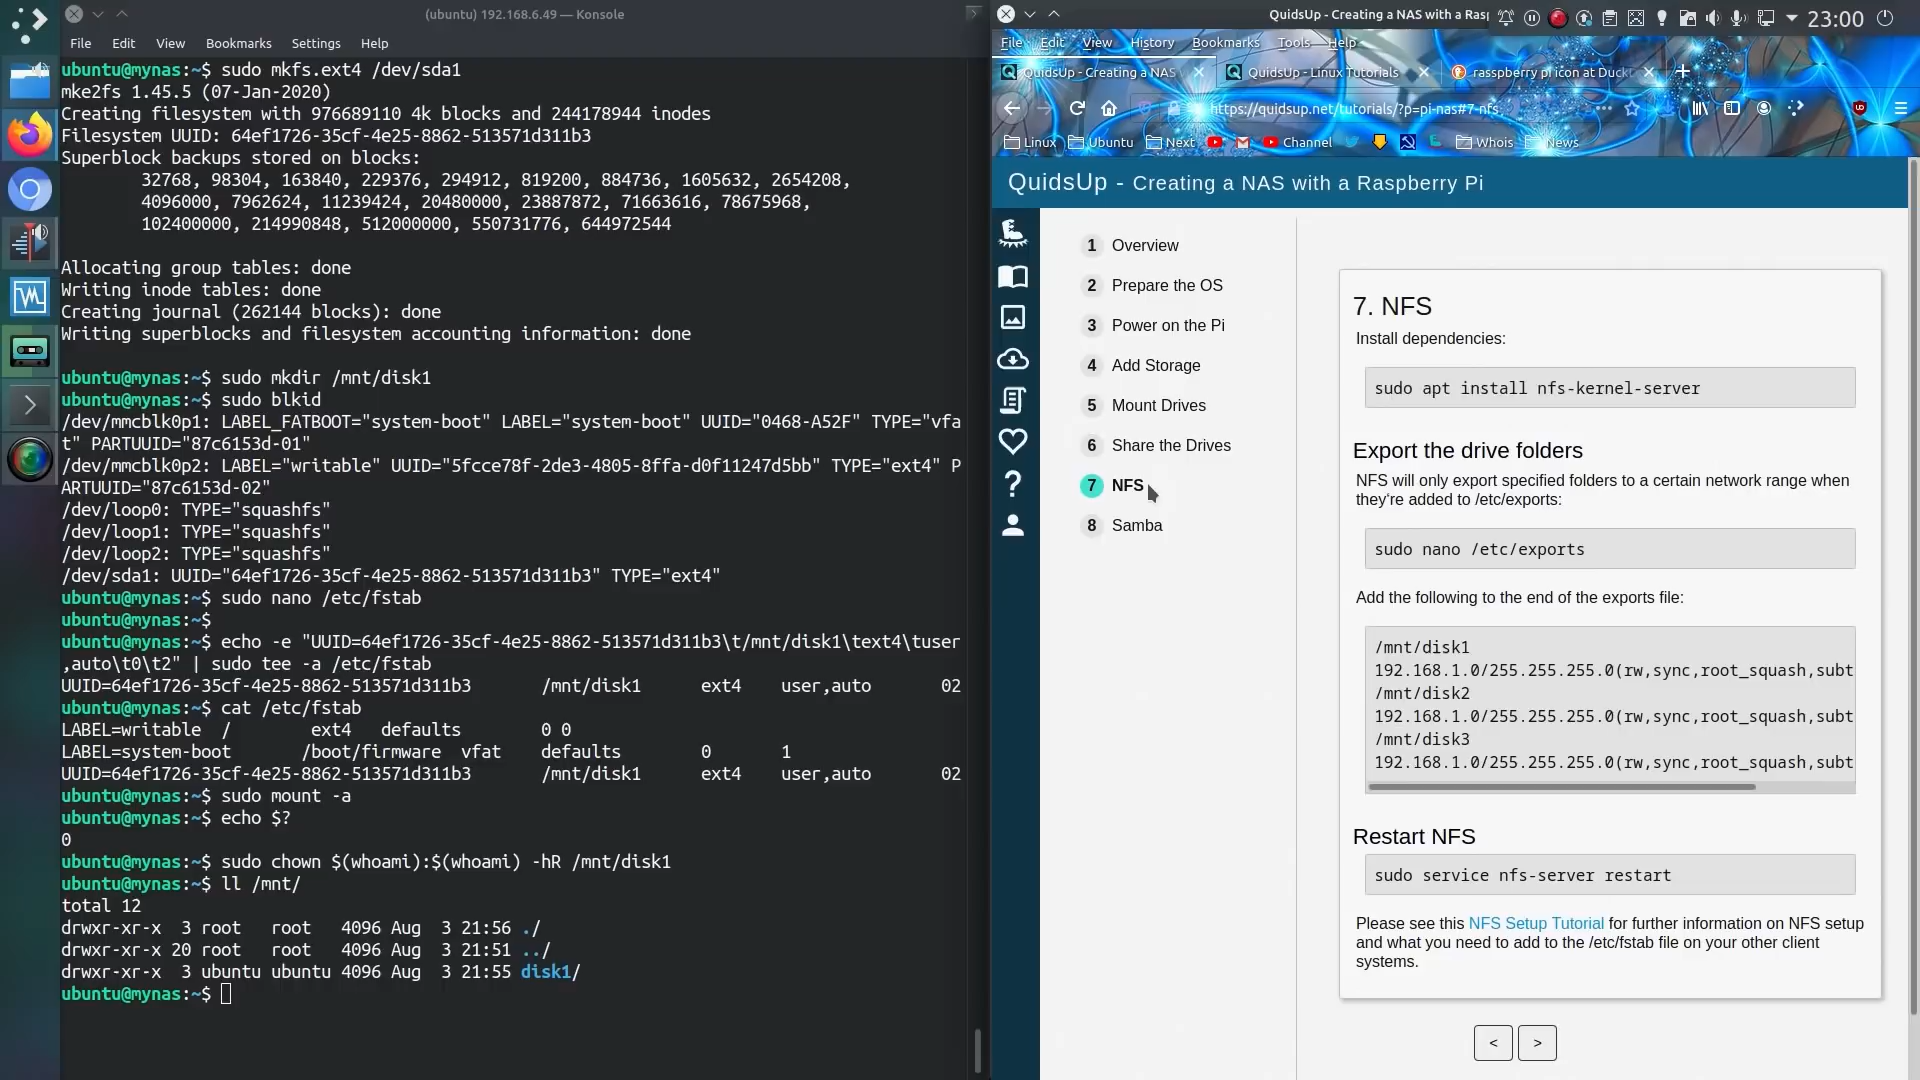 (ubuntu) 192.168.6.49 — Konsole
File Edit View Bookmarks Settings Help
ubuntu@mynas:~$ sudo mkfs.ext4 /dev/sda1
mke2fs 1.45.5 (07-Jan-2020)
Creating filesystem with 976689110 4k blocks and 244178944 inodes
Filesystem UUID: 64ef1726-35cf-4e25-8862-513571d311b3
Superblock backups stored on blocks:
32768, 98304, 163840, 229376, 294912, 819200, 884736, 1605632, 2654208,
4096000, 7962624, 11239424, 20480000, 23887872, 71663616, 78675968,
102400000, 214990848, 512000000, 550731776, 644972544
Allocating group tables: done
Writing inode tables: done
Creating journal (262144 blocks): done
Writing superblocks and filesystem accounting information: done
ubuntu@mynas:~$ sudo mkdir /mnt/disk1
ubuntu@mynas:~$ sudo blkid
/dev/mmcblk0p1: LABEL_FATBOOT="system-boot" LABEL="system-boot" UUID="0468-A52F" TYPE="vfa
t" PARTUUID="87c6153d-01"
/dev/mmcblk0p2: LABEL="writable" UUID="5fcce78f-2de3-4805-8ffa-d0f11247d5bb" TYPE="ext4" P
ARTUUID="87c6153d-02"
/dev/loop0: TYPE="squashfs"
/dev/loop1: TYPE="squashfs"
/dev/loop2: TYPE="squashfs"
/dev/sda1: UUID="64ef1726-35cf-4e25-8862-513571d311b3" TYPE="ext4"
ubuntu@mynas:~$ sudo nano /etc/fstab
ubuntu@mynas:~$
ubuntu@mynas:~$ echo -e "UUID=64ef1726-35cf-4e25-8862-513571d311b3\t/mnt/disk1\text4\tuser
,auto\t0\t2" | sudo tee -a /etc/fstab
UUID=64ef1726-35cf-4e25-8862-513571d311b3 /mnt/disk1 ext4 user,auto 02
ubuntu@mynas:~$ cat /etc/fstab
LABEL=writable / ext4 defaults 0 0
LABEL=system-boot /boot/firmware vfat defaults 0 1
UUID=64ef1726-35cf-4e25-8862-513571d311b3 /mnt/disk1 ext4 user,auto 02
ubuntu@mynas:~$ sudo mount -a
ubuntu@mynas:~$ echo $?
0
ubuntu@mynas:~$ sudo chown $(whoami):$(whoami) -hR /mnt/disk1
ubuntu@mynas:~$ ll /mnt/
total 12
drwxr-xr-x 3 root root 4096 Aug 3 21:56 ./
drwxr-xr-x 20 root root 4096 Aug 3 21:51 ../
drwxr-xr-x 3 ubuntu ubuntu 4096 Aug 3 21:55 disk1/
ubuntu@mynas:~$
QuidsUp - Creating a NAS with a Rasp
23:00
File Edit View History Bookmarks Tools Help
QuidsUp - Creating a NAS
QuidsUp - Linux Tutorials
rasspberry pi icon at Duck
https://quidsup.net/tutorials/?p=pi-nas#7-nfs
Linux Ubuntu Next Channel Whois News
QuidsUp - Creating a NAS with a Raspberry Pi
1 Overview
2 Prepare the OS
3 Power on the Pi
4 Add Storage
5 Mount Drives
6 Share the Drives
7 NFS
8 Samba
7. NFS
Install dependencies:
sudo apt install nfs-kernel-server
Export the drive folders
NFS will only export specified folders to a certain network range when
they're added to /etc/exports:
sudo nano /etc/exports
Add the following to the end of the exports file:
/mnt/disk1
192.168.1.0/255.255.255.0(rw,sync,root_squash,subt
/mnt/disk2
192.168.1.0/255.255.255.0(rw,sync,root_squash,subt
/mnt/disk3
192.168.1.0/255.255.255.0(rw,sync,root_squash,subt
Restart NFS
sudo service nfs-server restart
Please see this NFS Setup Tutorial for further information on NFS setup
and what you need to add to the /etc/fstab file on your other client
systems.
< >